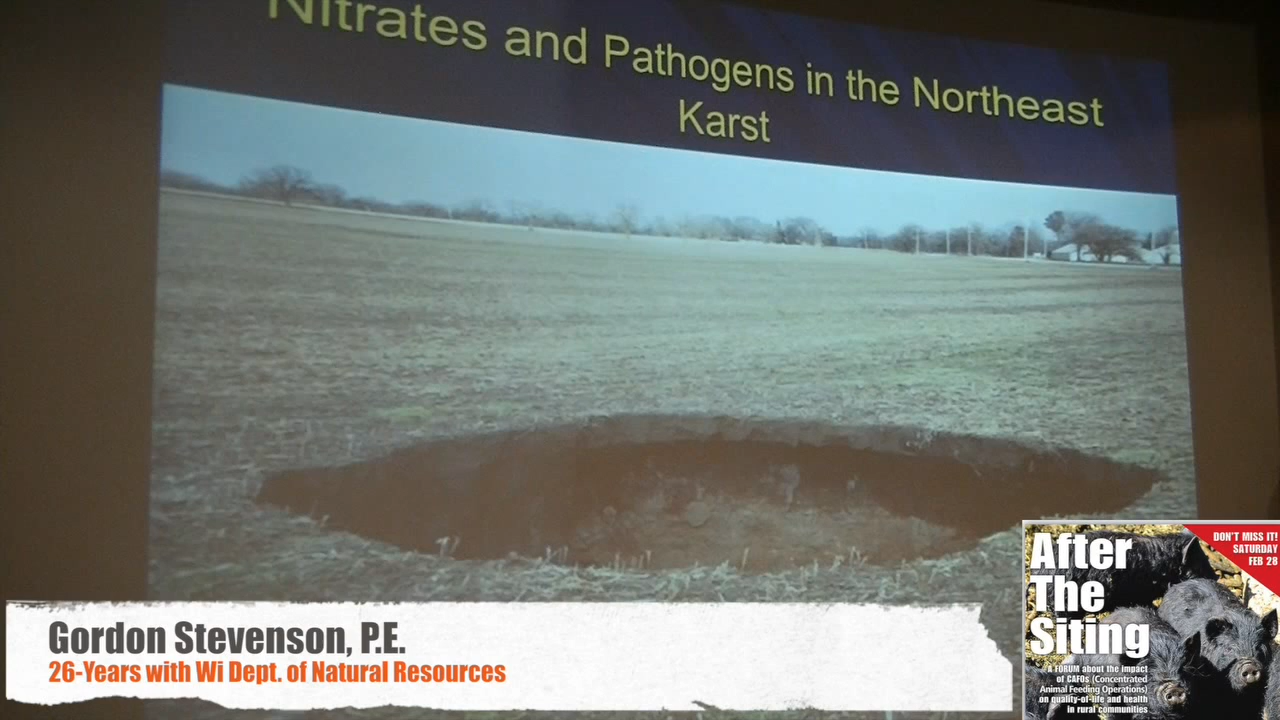 Nitrates and Pathogens in the Northeast
Karst
Gordon Stevenson, P.E.
26-Years with Wi Dept. of Natural Resources
DON'T MISS IT!
SATURDAY
FEB 28
After
The
Siting
A FORUM about the impact
of CAFOs (Concentrated
Animal Feeding Operations)
on quality-of-life and health
in rural communities